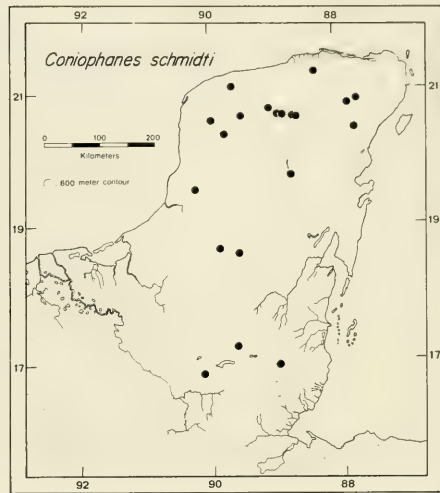 92 90 88
Coniophanes schmidti
21 21
0 100 200
Kilometers
600 meter contour
19 19
17 17
92 90 88